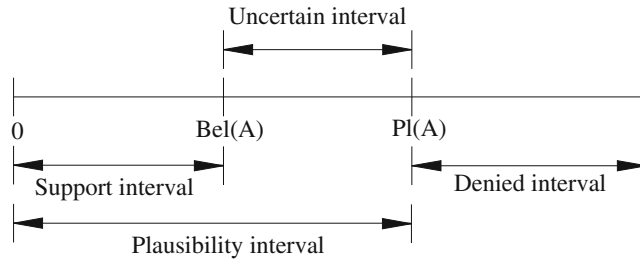 Uncertain interval
0
Bel(A)
Pl(A)
Support interval
Denied interval
Plausibility interval